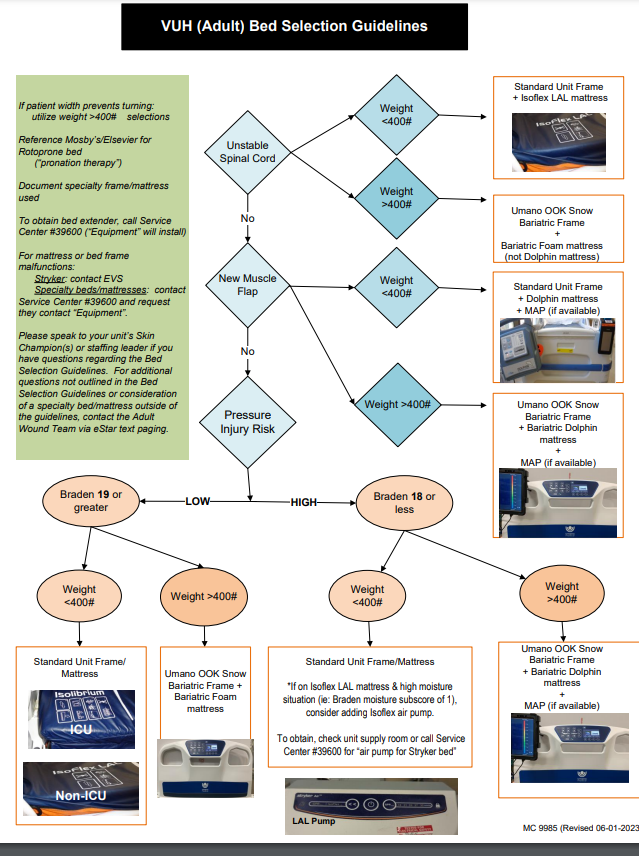 VUH (Adult) Bed Selection Guidelines
If patient width prevents turning:
utilize weight >400# selections
Reference Mosby's/Elsevier for
Rotoprone bed
("pronation therapy")
Document specialty frame/mattress
used
To obtain bed extender, call Service
Center #39600 ("Equipment" will install)
For mattress or bed frame
malfunctions:
Stryker: contact EVS
Specialty beds/mattresses: contact
Service Center #39600 and request
they contact "Equipment".
Please speak to your unit's Skin
Champion(s) or staffing leader if you
have questions regarding the Bed
Selection Guidelines. For additional
questions not outlined in the Bed
Selection Guidelines or consideration
of a specialty bed/mattress outside of
the guidelines, contact the Adult
Wound Team via eStar text paging.
Unstable
Spinal Cord
Weight
<400#
Standard Unit Frame
+ Isoflex LAL mattress
Isoflex LAL
Weight
>400#
Umano OOK Snow
Bariatric Frame
+
Bariatric Foam mattress
(not Dolphin mattress)
No
New Muscle
Flap
Weight
<400#
Standard Unit Frame
+ Dolphin mattress
+ MAP (if available)
Weight >400#
Umano OOK Snow
Bariatric Frame
+ Bariatric Dolphin
mattress
+
MAP (if available)
No
Pressure
Injury Risk
LOW
HIGH
Braden 19 or
greater
Braden 18 or
less
Weight
<400#
Weight >400#
Weight
<400#
Weight
>400#
Standard Unit Frame/
Mattress
Isolibrium
ICU
Isoflex LAL
Non-ICU
Umano OOK Snow
Bariatric Frame +
Bariatric Foam
mattress
Standard Unit Frame/Mattress
*If on Isoflex LAL mattress & high moisture
situation (ie: Braden moisture subscore of 1),
consider adding Isoflex air pump.
To obtain, check unit supply room or call Service
Center #39600 for "air pump for Stryker bed"
stryker
LAL Pump
Umano OOK Snow
Bariatric Frame
+ Bariatric Dolphin
mattress
+
MAP (if available)
MC 9985 (Revised 06-01-2023